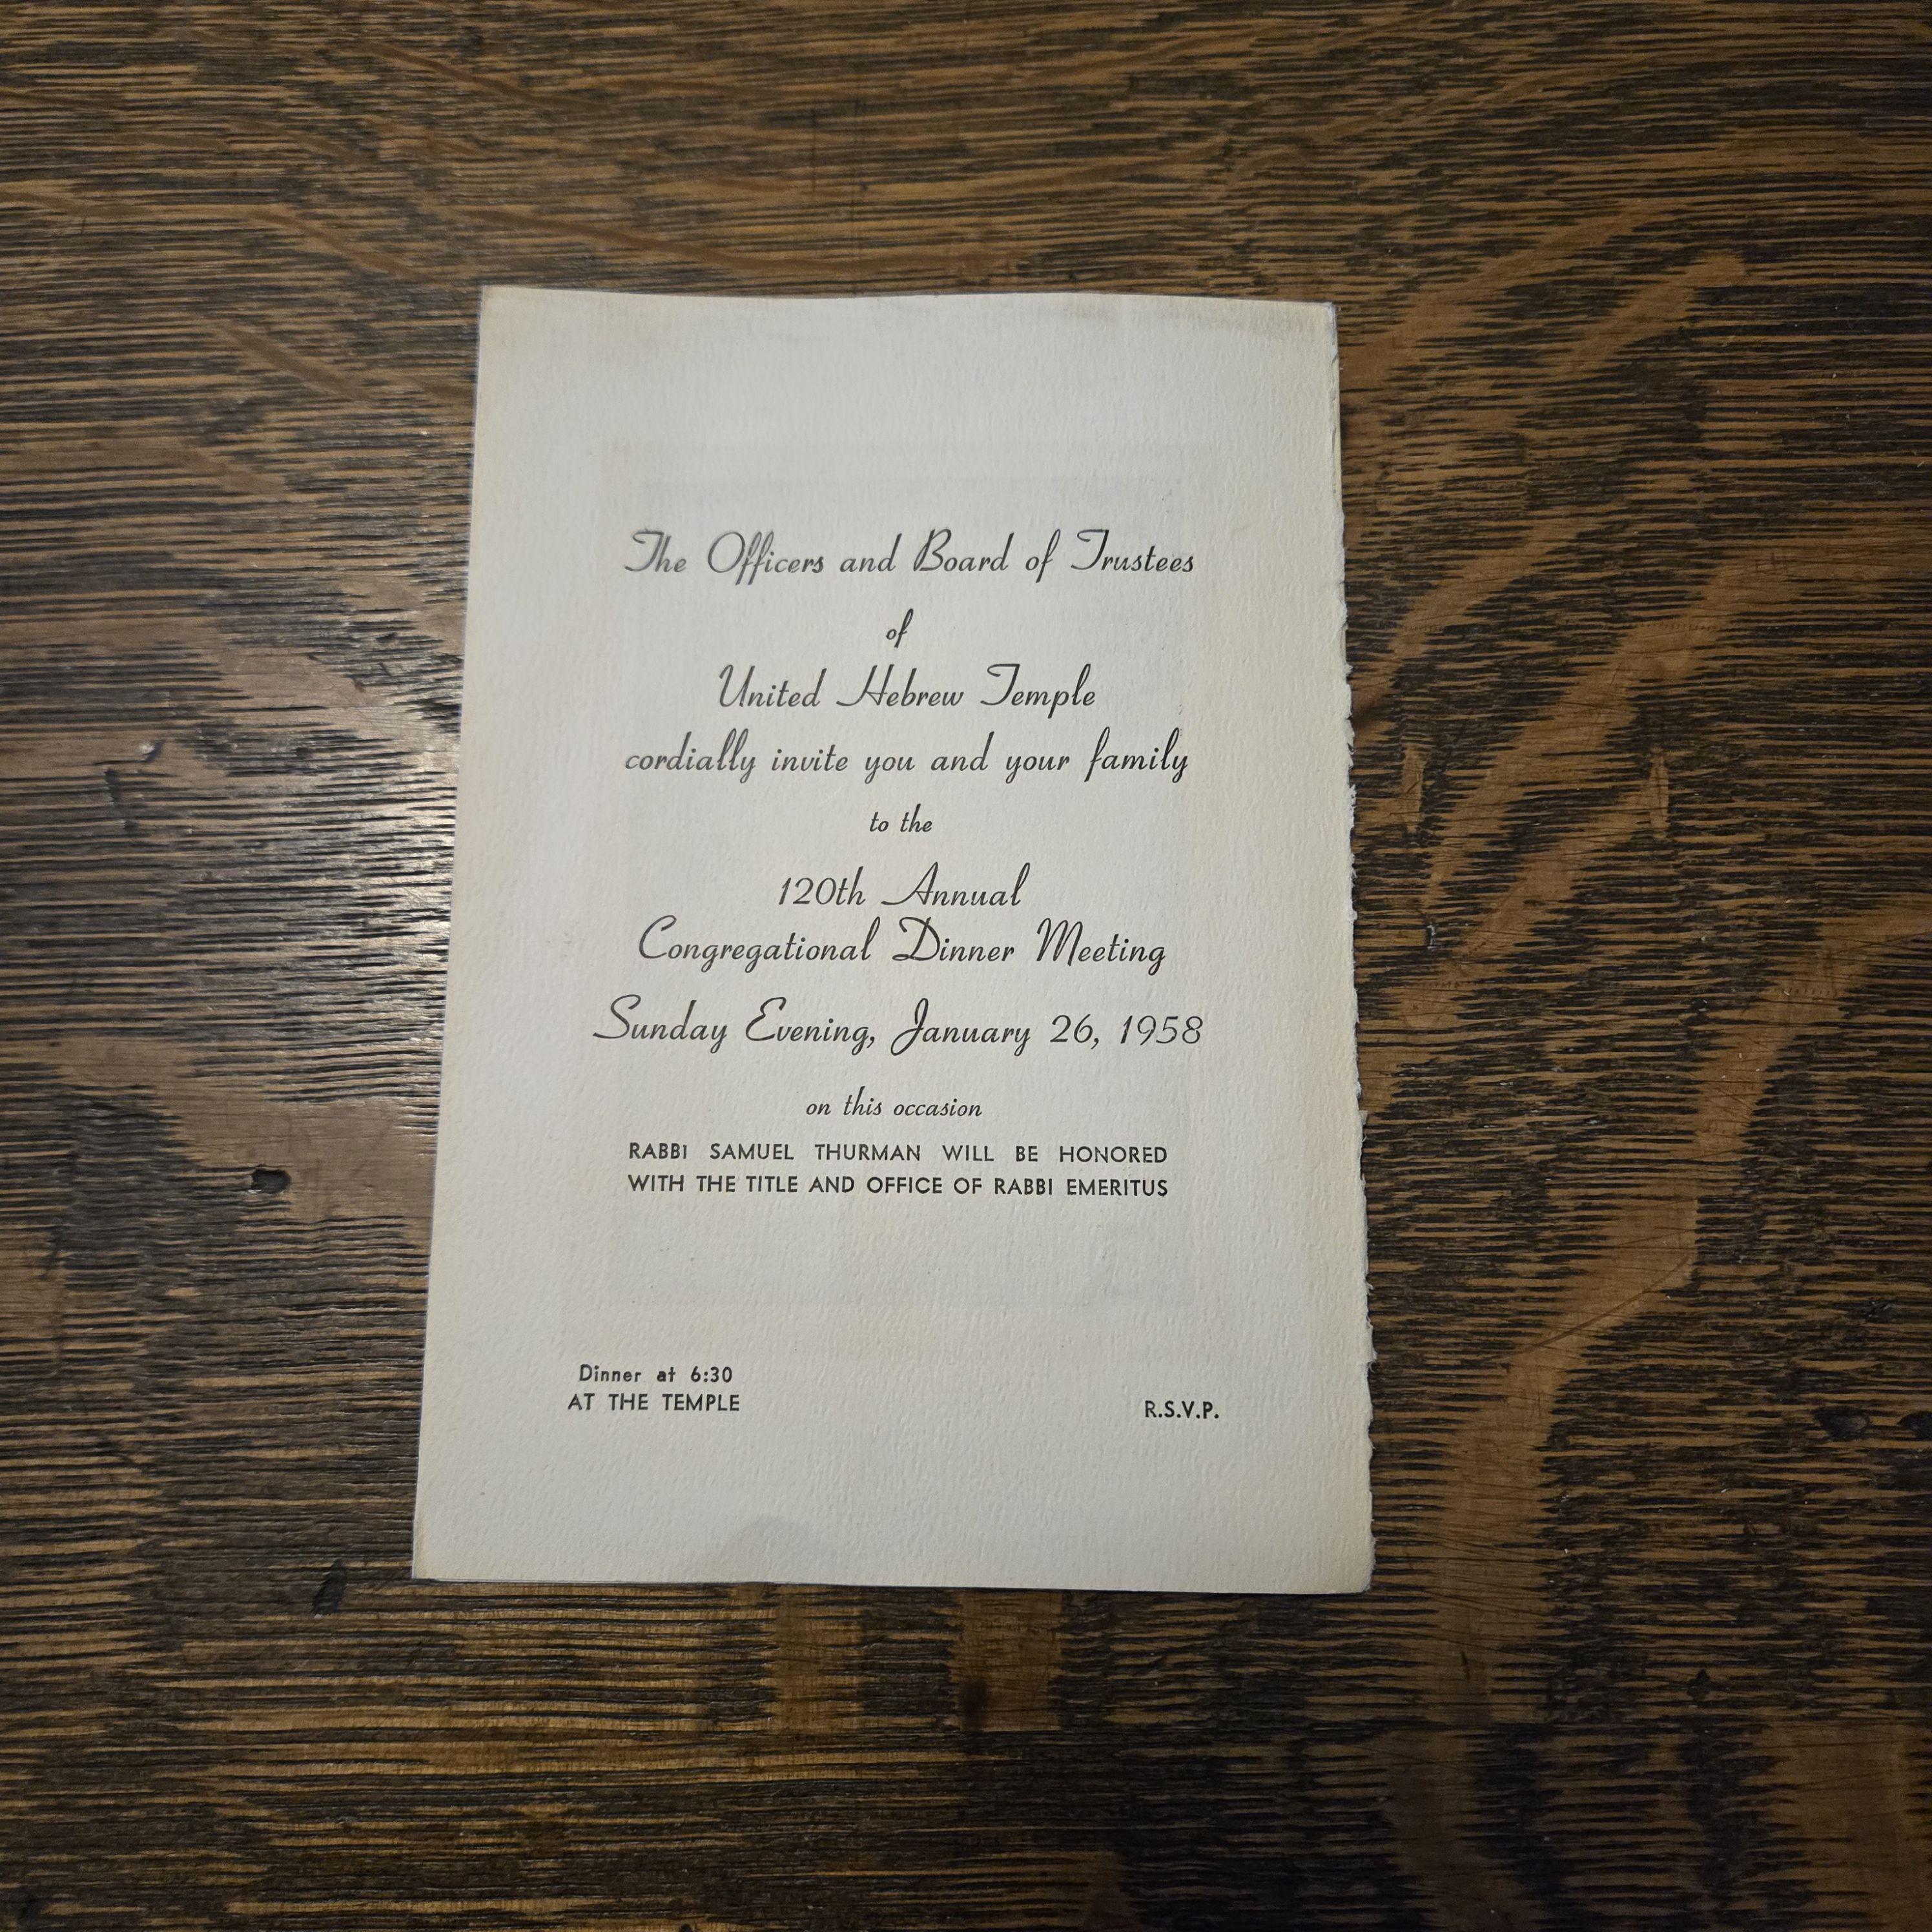 The Officers and Board of Trustees
of
United Hebrew Temple
cordially invite you and your family
to the
120th Annual
Congregational Dinner Meeting
Sunday Evening, January 26, 1958
on this occasion
RABBI SAMUEL THURMAN WILL BE HONORED
WITH THE TITLE AND OFFICE OF RABBI EMERITUS
Dinner at 6:30
AT THE TEMPLE
R.S.V.P.